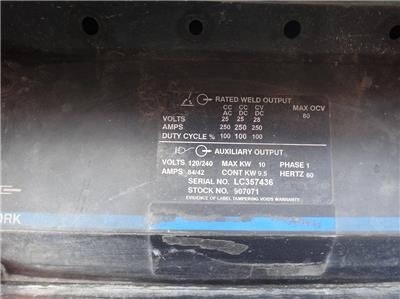 RATED WELD OUTPUT
CC CC CV
AC DC DC MAX OCV
VOLTS 25 25 28 80
AMPS 250 250 250
DUTY CYCLE % 100 100 100
AUXILIARY OUTPUT
VOLTS 120/240 MAX KW 10 PHASE 1
AMPS 84/42 CONT KW 9.5 HERTZ 60
SERIAL NO. LC357436
STOCK NO. 907071
EVIDENCE OF LABEL TAMPERING VOIDS WARRANTY
ORK